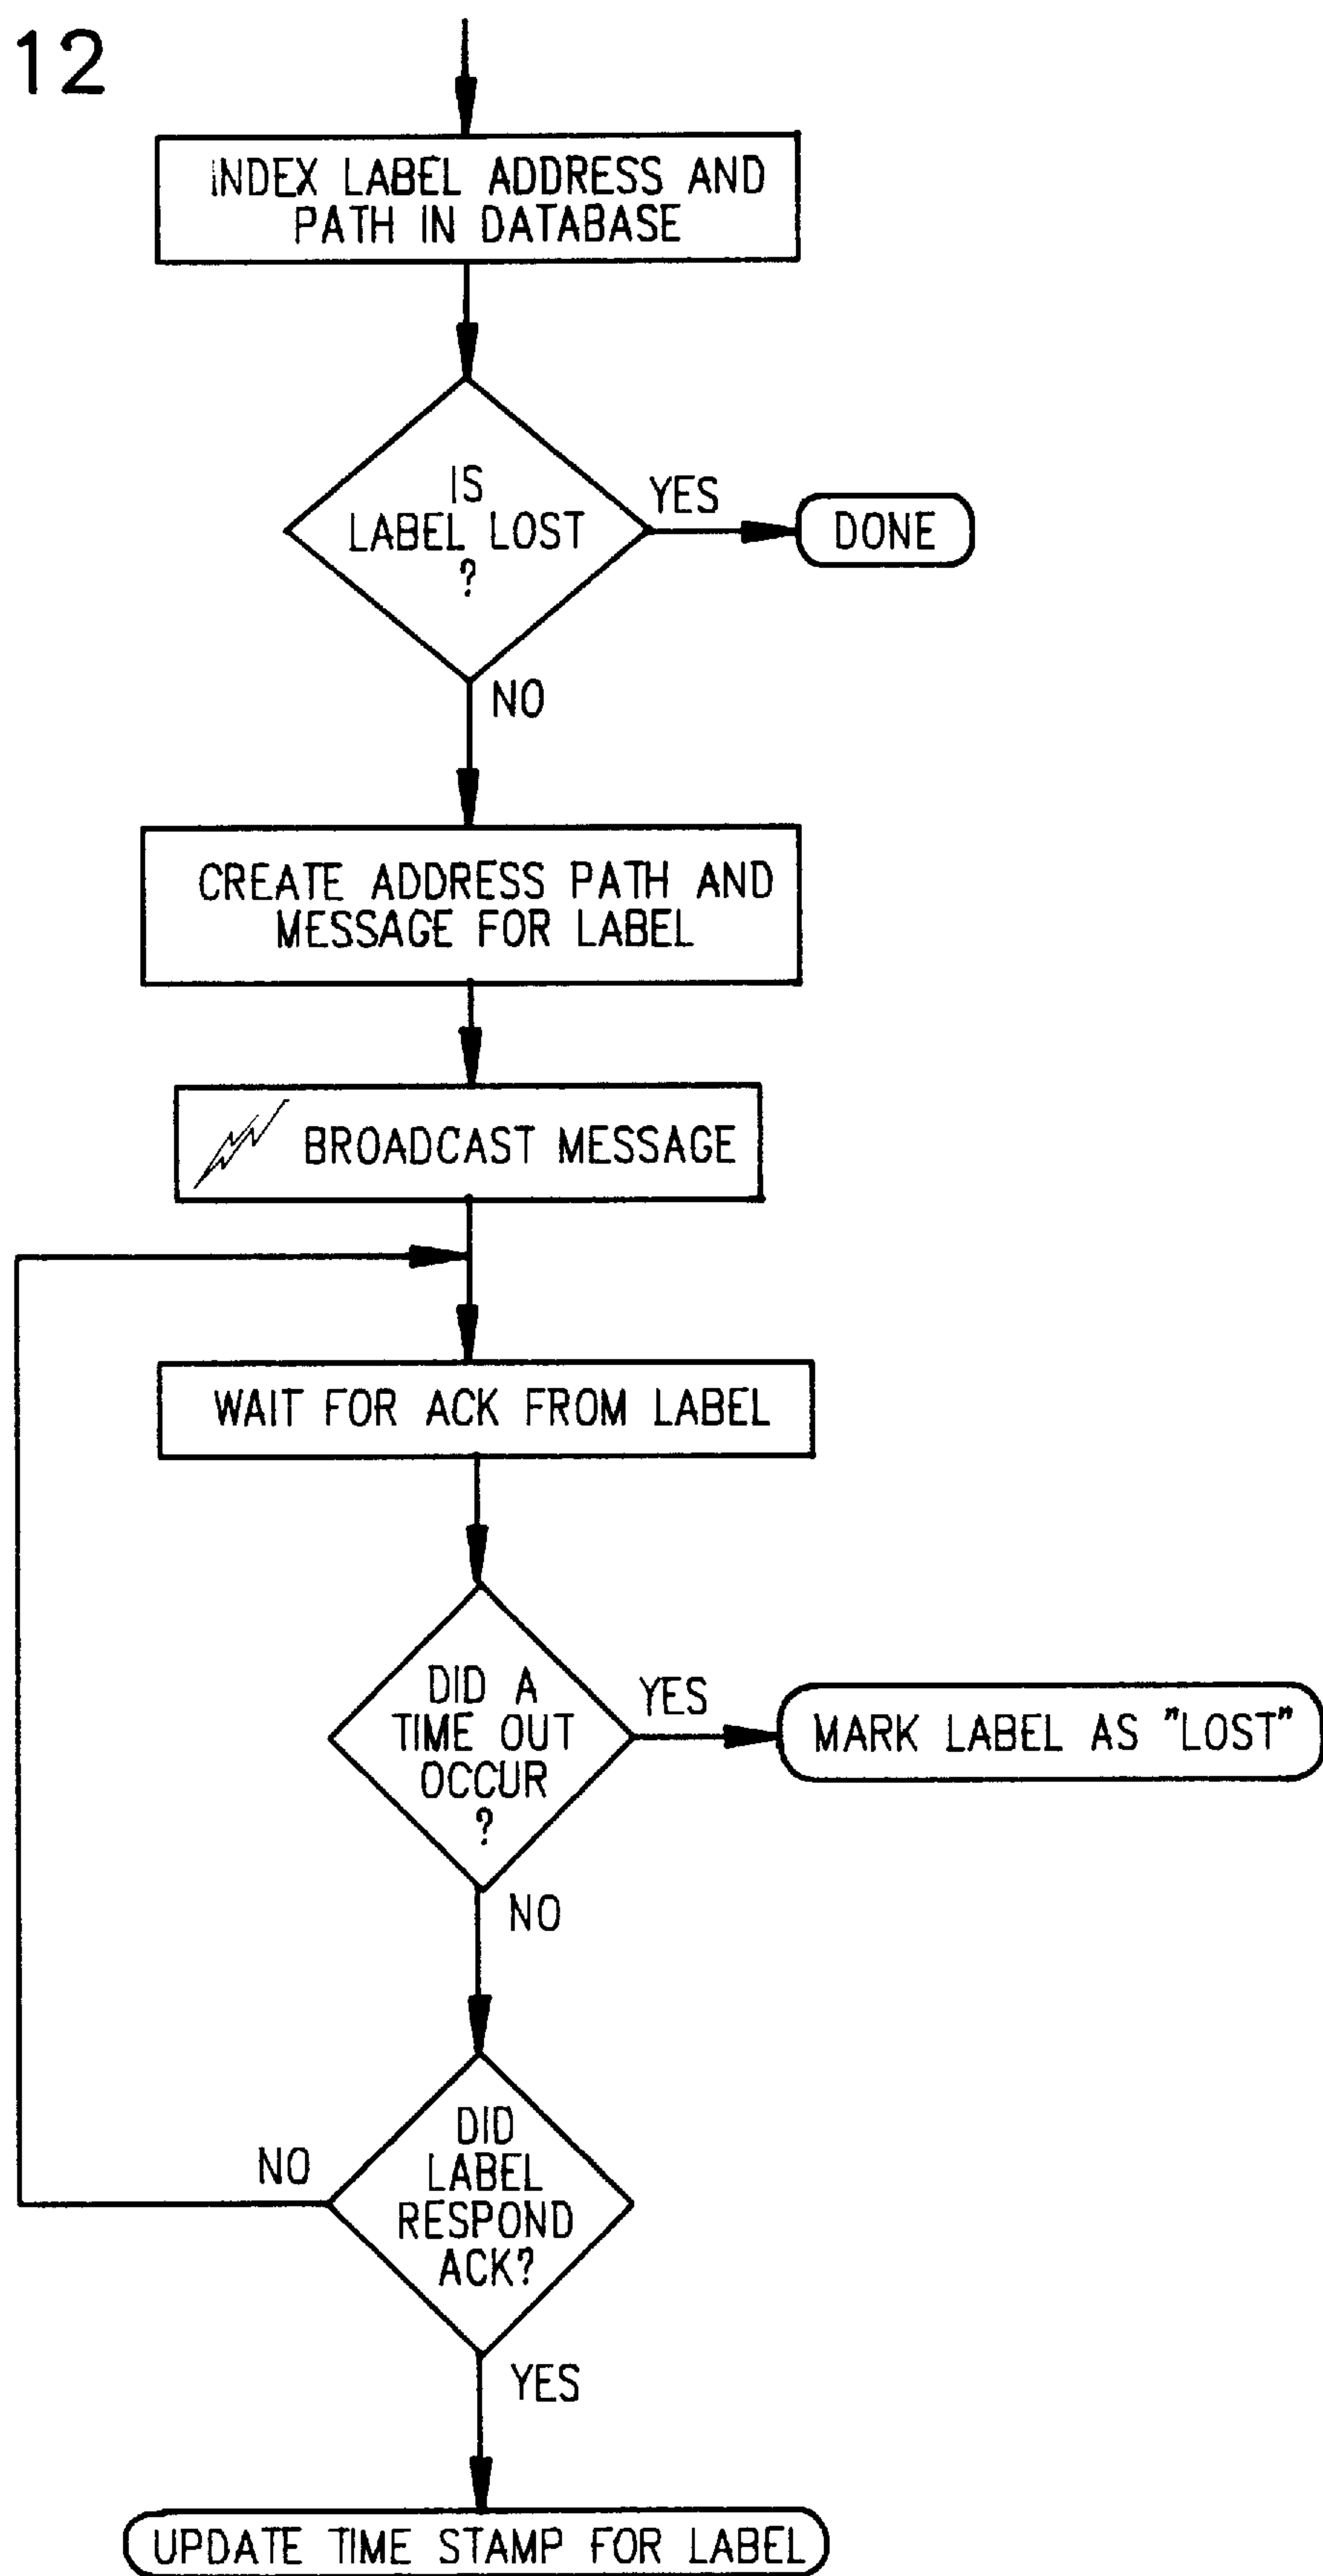 12
INDEX LABEL ADDRESS AND
PATH IN DATABASE
IS
LABEL LOST
?
YES
DONE
NO
CREATE ADDRESS PATH AND
MESSAGE FOR LABEL
BROADCAST MESSAGE
WAIT FOR ACK FROM LABEL
DID A
TIME OUT
OCCUR
?
YES
MARK LABEL AS "LOST"
NO
DID
LABEL
RESPOND
ACK?
NO
YES
UPDATE TIME STAMP FOR LABEL